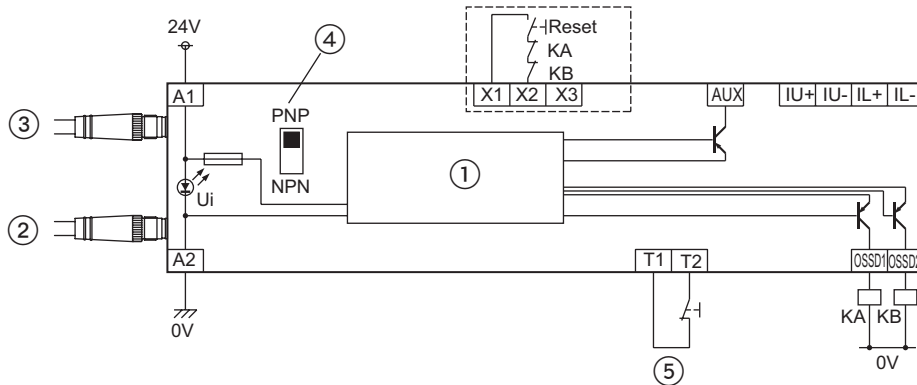 24V
④
Reset
KA
KB
A1
X1 X2 X3
AUX
IU+ IU- IL+ IL-
③
PNP
①
NPN
Ui
②
A2
T1 T2
OSSD1 OSSD2
0V
KA KB
⑤
0V